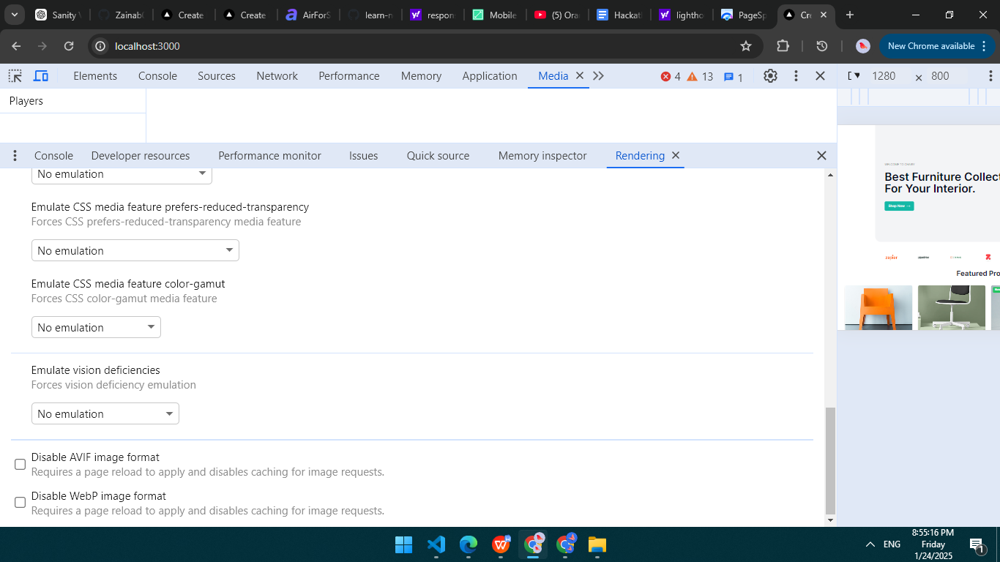 Sanity V
Zainab(
Create
Create
AirForS
learn-n
respon
Mobile
(5) Ora
Hackat
lightho
PageSp
Cre
localhost:3000
New Chrome available
Elements
Console
Sources
Network
Performance
Memory
Application
Media
4
13
1
1280
×
800
Players
Console
Developer resources
Performance monitor
Issues
Quick source
Memory inspector
Rendering
No emulation
Emulate CSS media feature prefers-reduced-transparency
Forces CSS prefers-reduced-transparency media feature
No emulation
Emulate CSS media feature color-gamut
Forces CSS color-gamut media feature
No emulation
Emulate vision deficiencies
Forces vision deficiency emulation
No emulation
Disable AVIF image format
Requires a page reload to apply and disables caching for image requests.
Disable WebP image format
Requires a page reload to apply and disables caching for image requests.
Best Furniture Collect
For Your Interior.
Shop Now →
zapier
Featured Pro
ENG
8:55:16 PM
Friday
1/24/2025
1